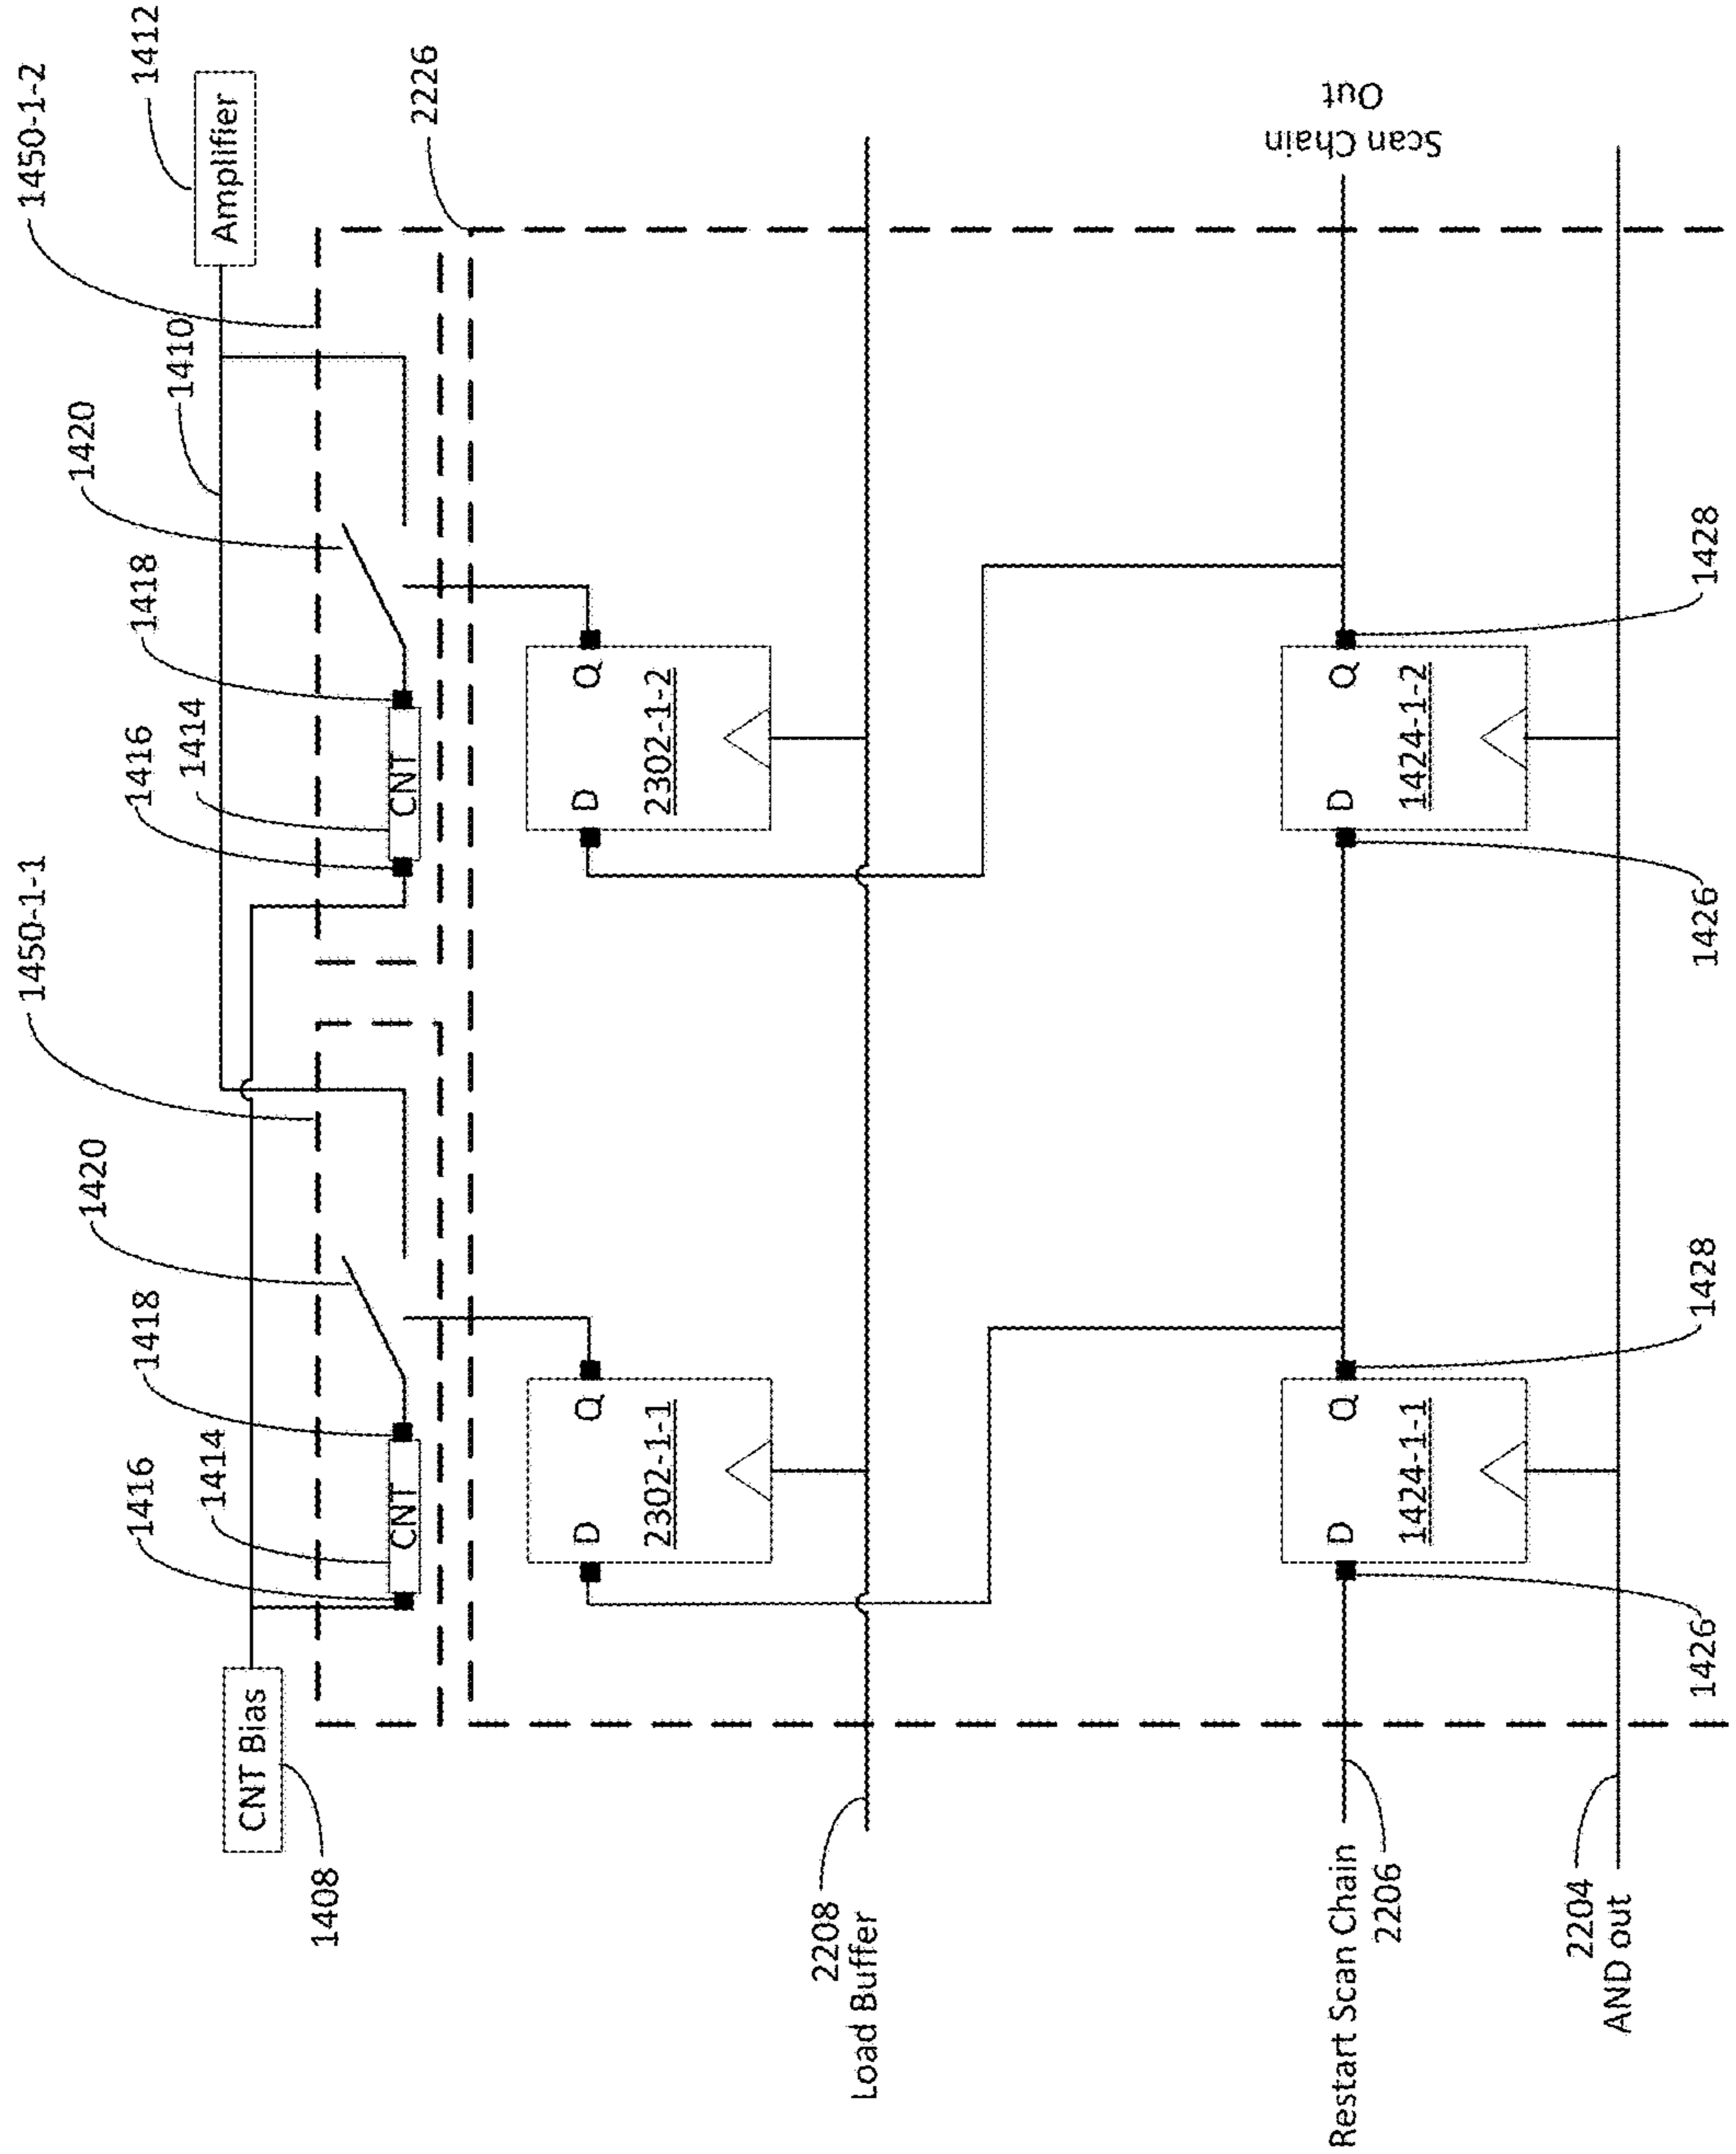 1412
Amplifier
1450-1-2
2226
1410
1420
1418
1416
1414
CNT
1450-1-1
1420
1418
1416
1414
CNT
CNT Bias
1408
D
Q
2302-1-1
D
Q
2302-1-2
2208
Load Buffer
D
Q
1424-1-1
D
Q
1424-1-2
1428
1426
1428
1426
Restart Scan Chain
2206
Scan Chain
Out
2204
AND out